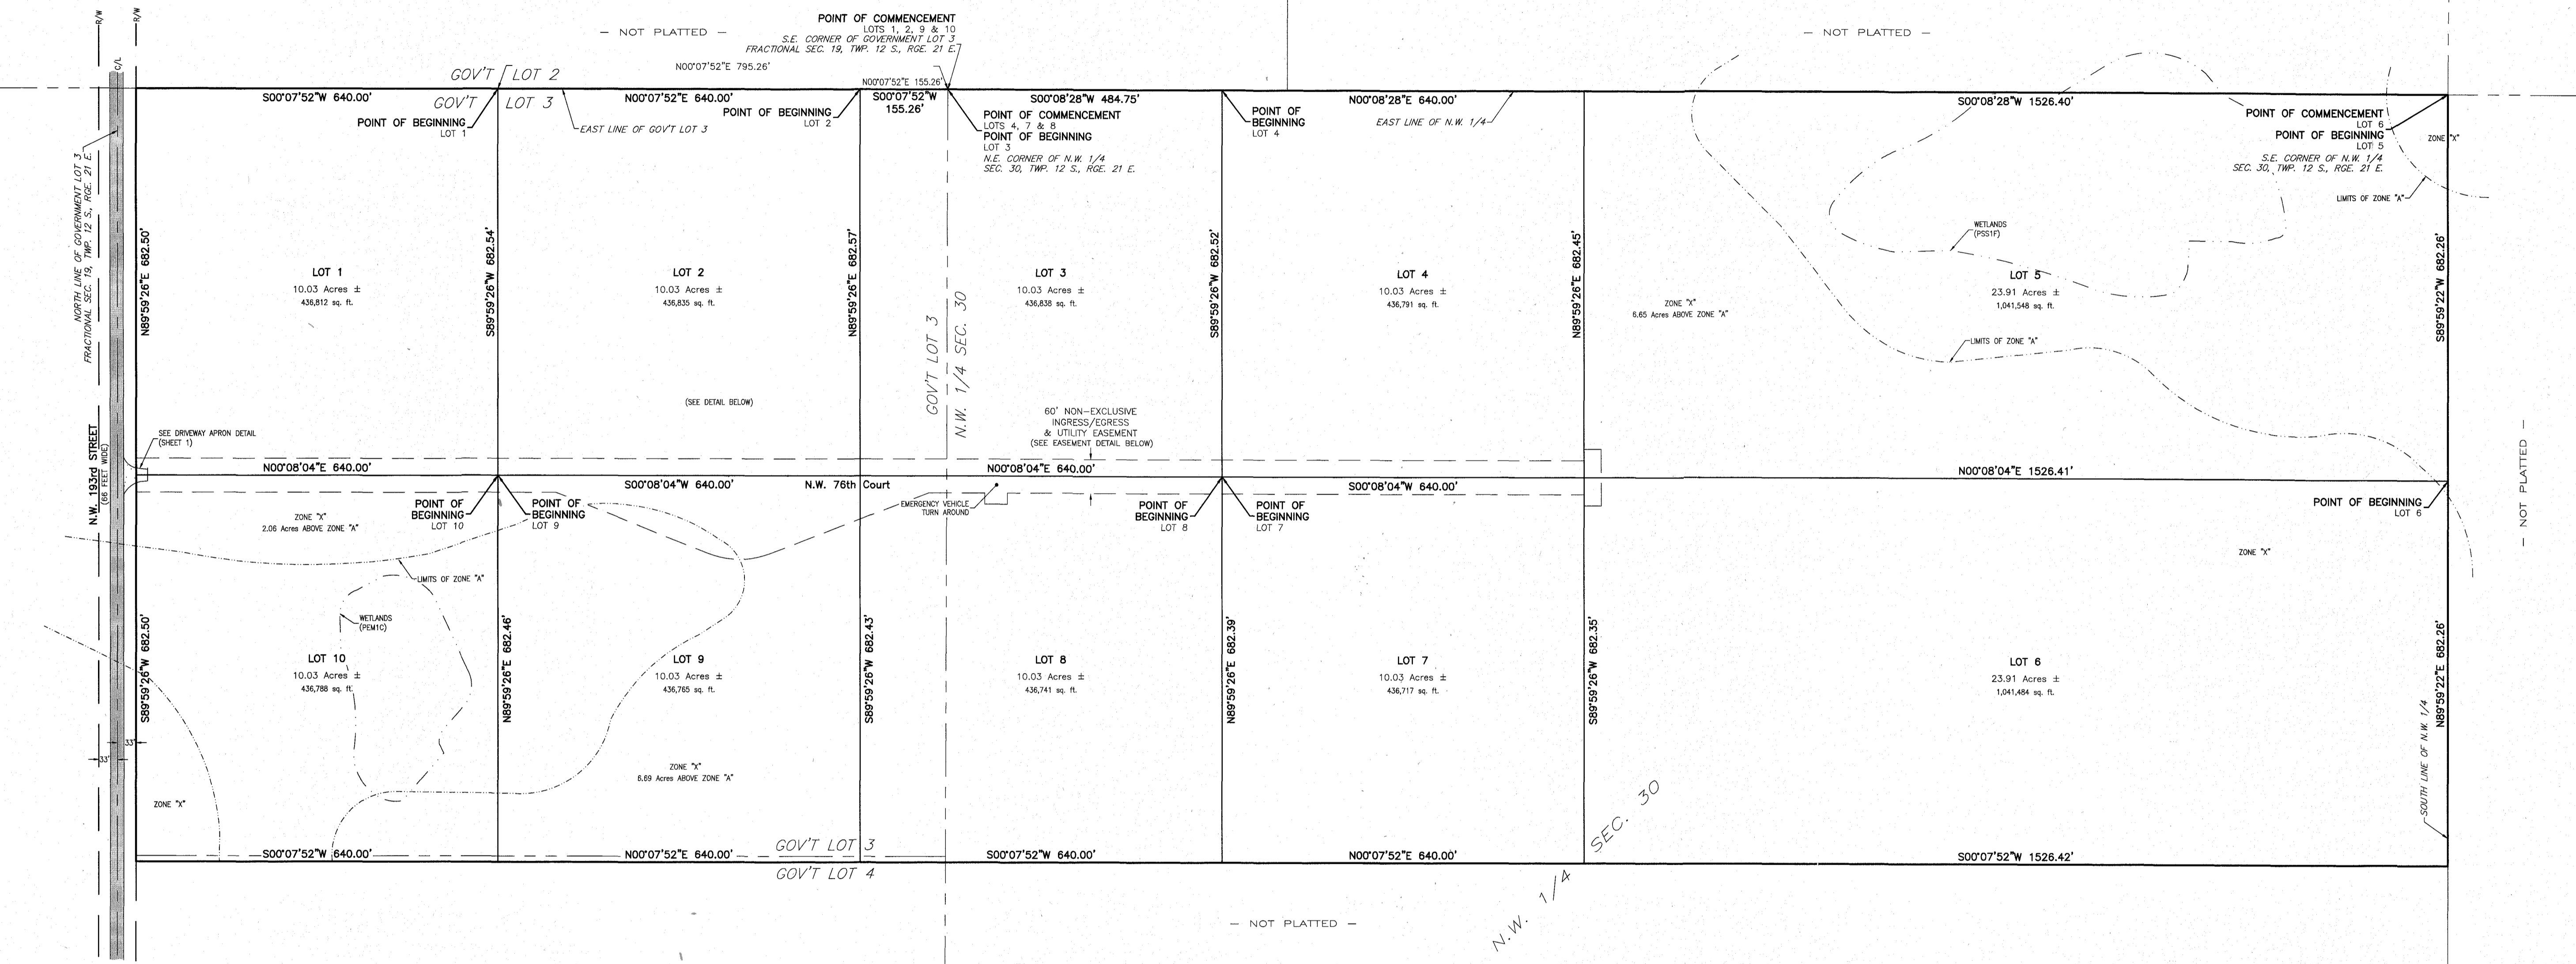 R/W
R/W
C/L
— NOT PLATTED —
POINT OF COMMENCEMENT
LOTS 1, 2, 9 & 10
S.E. CORNER OF GOVERNMENT LOT 3
FRACTIONAL SEC. 19, TWP. 12 S., RGE. 21 E.
— NOT PLATTED —
N00°07'52"E 795.26'
N00°07'52"E 155.26'
GOV'T LOT 2
GOV'T LOT 3
S00°07'52"W 640.00'
N00°07'52"E 640.00'
S00°07'52"W
155.26'
S00°08'28"W 484.75'
N00°08'28"E 640.00'
S00°08'28"W 1526.40'
POINT OF BEGINNING
LOT 1
EAST LINE OF GOV'T LOT 3
POINT OF BEGINNING
LOT 2
POINT OF COMMENCEMENT
LOTS 4, 7 & 8
POINT OF BEGINNING
LOT 3
N.E. CORNER OF N.W. 1/4
SEC. 30, TWP. 12 S., RGE. 21 E.
POINT OF
BEGINNING
LOT 4
EAST LINE OF N.W. 1/4
POINT OF COMMENCEMENT
LOT 6
POINT OF BEGINNING
LOT 5
S.E. CORNER OF N.W. 1/4
SEC. 30, TWP. 12 S., RGE. 21 E.
ZONE "X"
LIMITS OF ZONE "A"
NORTH LINE OF GOVERNMENT LOT 3
FRACTIONAL SEC. 19, TWP. 12 S., RGE. 21 E.
N89°59'26"E 682.50'
S89°59'26"W 682.54'
N89°59'26"E 682.57'
S89°59'26"W 682.52'
N89°59'26"E 682.45'
S89°59'22"W 682.26'
LOT 1
10.03 Acres ±
436,812 sq. ft.
LOT 2
10.03 Acres ±
436,835 sq. ft.
LOT 3
10.03 Acres ±
436,838 sq. ft.
LOT 4
10.03 Acres ±
436,791 sq. ft.
WETLANDS
(PSS1F)
LOT 5
23.91 Acres ±
1,041,548 sq. ft.
ZONE "X"
6.65 Acres ABOVE ZONE "A"
LIMITS OF ZONE "A"
GOV'T LOT 3
N.W. 1/4 SEC. 30
(SEE DETAIL BELOW)
60' NON-EXCLUSIVE
INGRESS/EGRESS
& UTILITY EASEMENT
(SEE EASEMENT DETAIL BELOW)
SEE DRIVEWAY APRON DETAIL
(SHEET 1)
N.W. 193rd STREET
(66 FEET WIDE)
— NOT PLATTED —
N00°08'04"E 640.00'
N00°08'04"E 640.00'
N00°08'04"E 1526.41'
S00°08'04"W 640.00'
N.W. 76th Court
S00°08'04"W 640.00'
POINT OF
BEGINNING
LOT 10
POINT OF
BEGINNING
LOT 9
EMERGENCY VEHICLE
TURN AROUND
POINT OF
BEGINNING
LOT 8
POINT OF
BEGINNING
LOT 7
POINT OF BEGINNING
LOT 6
ZONE "X"
2.06 Acres ABOVE ZONE "A"
ZONE "X"
LIMITS OF ZONE "A"
WETLANDS
(PEM1C)
S89°59'26"W 682.50'
N89°59'26"E 682.46'
S89°59'26"W 682.43'
N89°59'26"E 682.39'
S89°59'26"W 682.35'
N89°59'22"E 682.26'
LOT 10
10.03 Acres ±
436,788 sq. ft.
LOT 9
10.03 Acres ±
436,765 sq. ft.
LOT 8
10.03 Acres ±
436,741 sq. ft.
LOT 7
10.03 Acres ±
436,717 sq. ft.
LOT 6
23.91 Acres ±
1,041,484 sq. ft.
SOUTH LINE OF N.W. 1/4
33'
33'
ZONE "X"
6.69 Acres ABOVE ZONE "A"
ZONE "X"
S00°07'52"W 640.00'
N00°07'52"E 640.00'
GOV'T LOT 3
GOV'T LOT 4
S00°07'52"W 640.00'
N00°07'52"E 640.00'
S00°07'52"W 1526.42'
SEC. 30
N.W. 1/4
— NOT PLATTED —